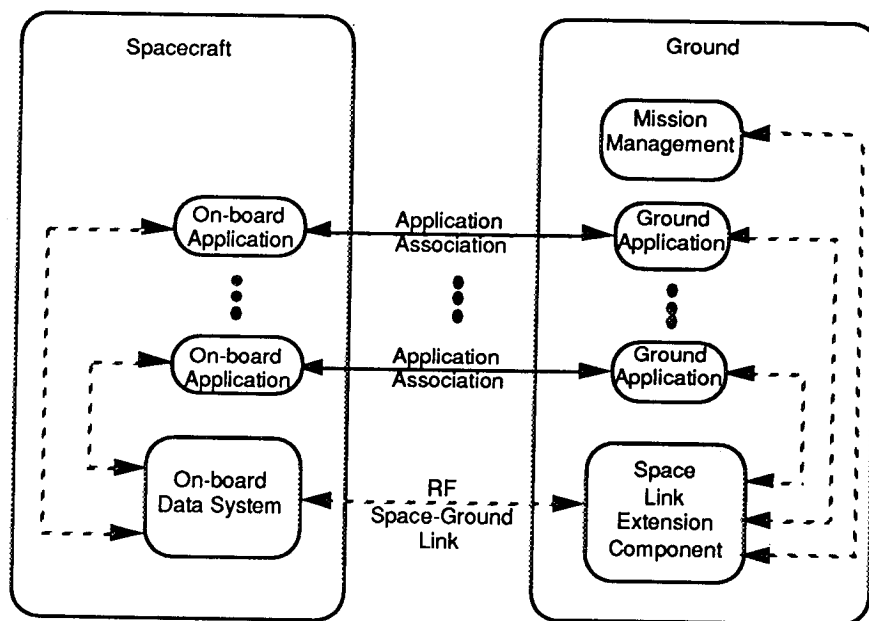 Spacecraft
Ground
Mission
Management
On-board
Application
Application
Association
Ground
Application
On-board
Application
Application
Association
Ground
Application
On-board
Data System
RF
Space-Ground
Link
Space
Link
Extension
Component